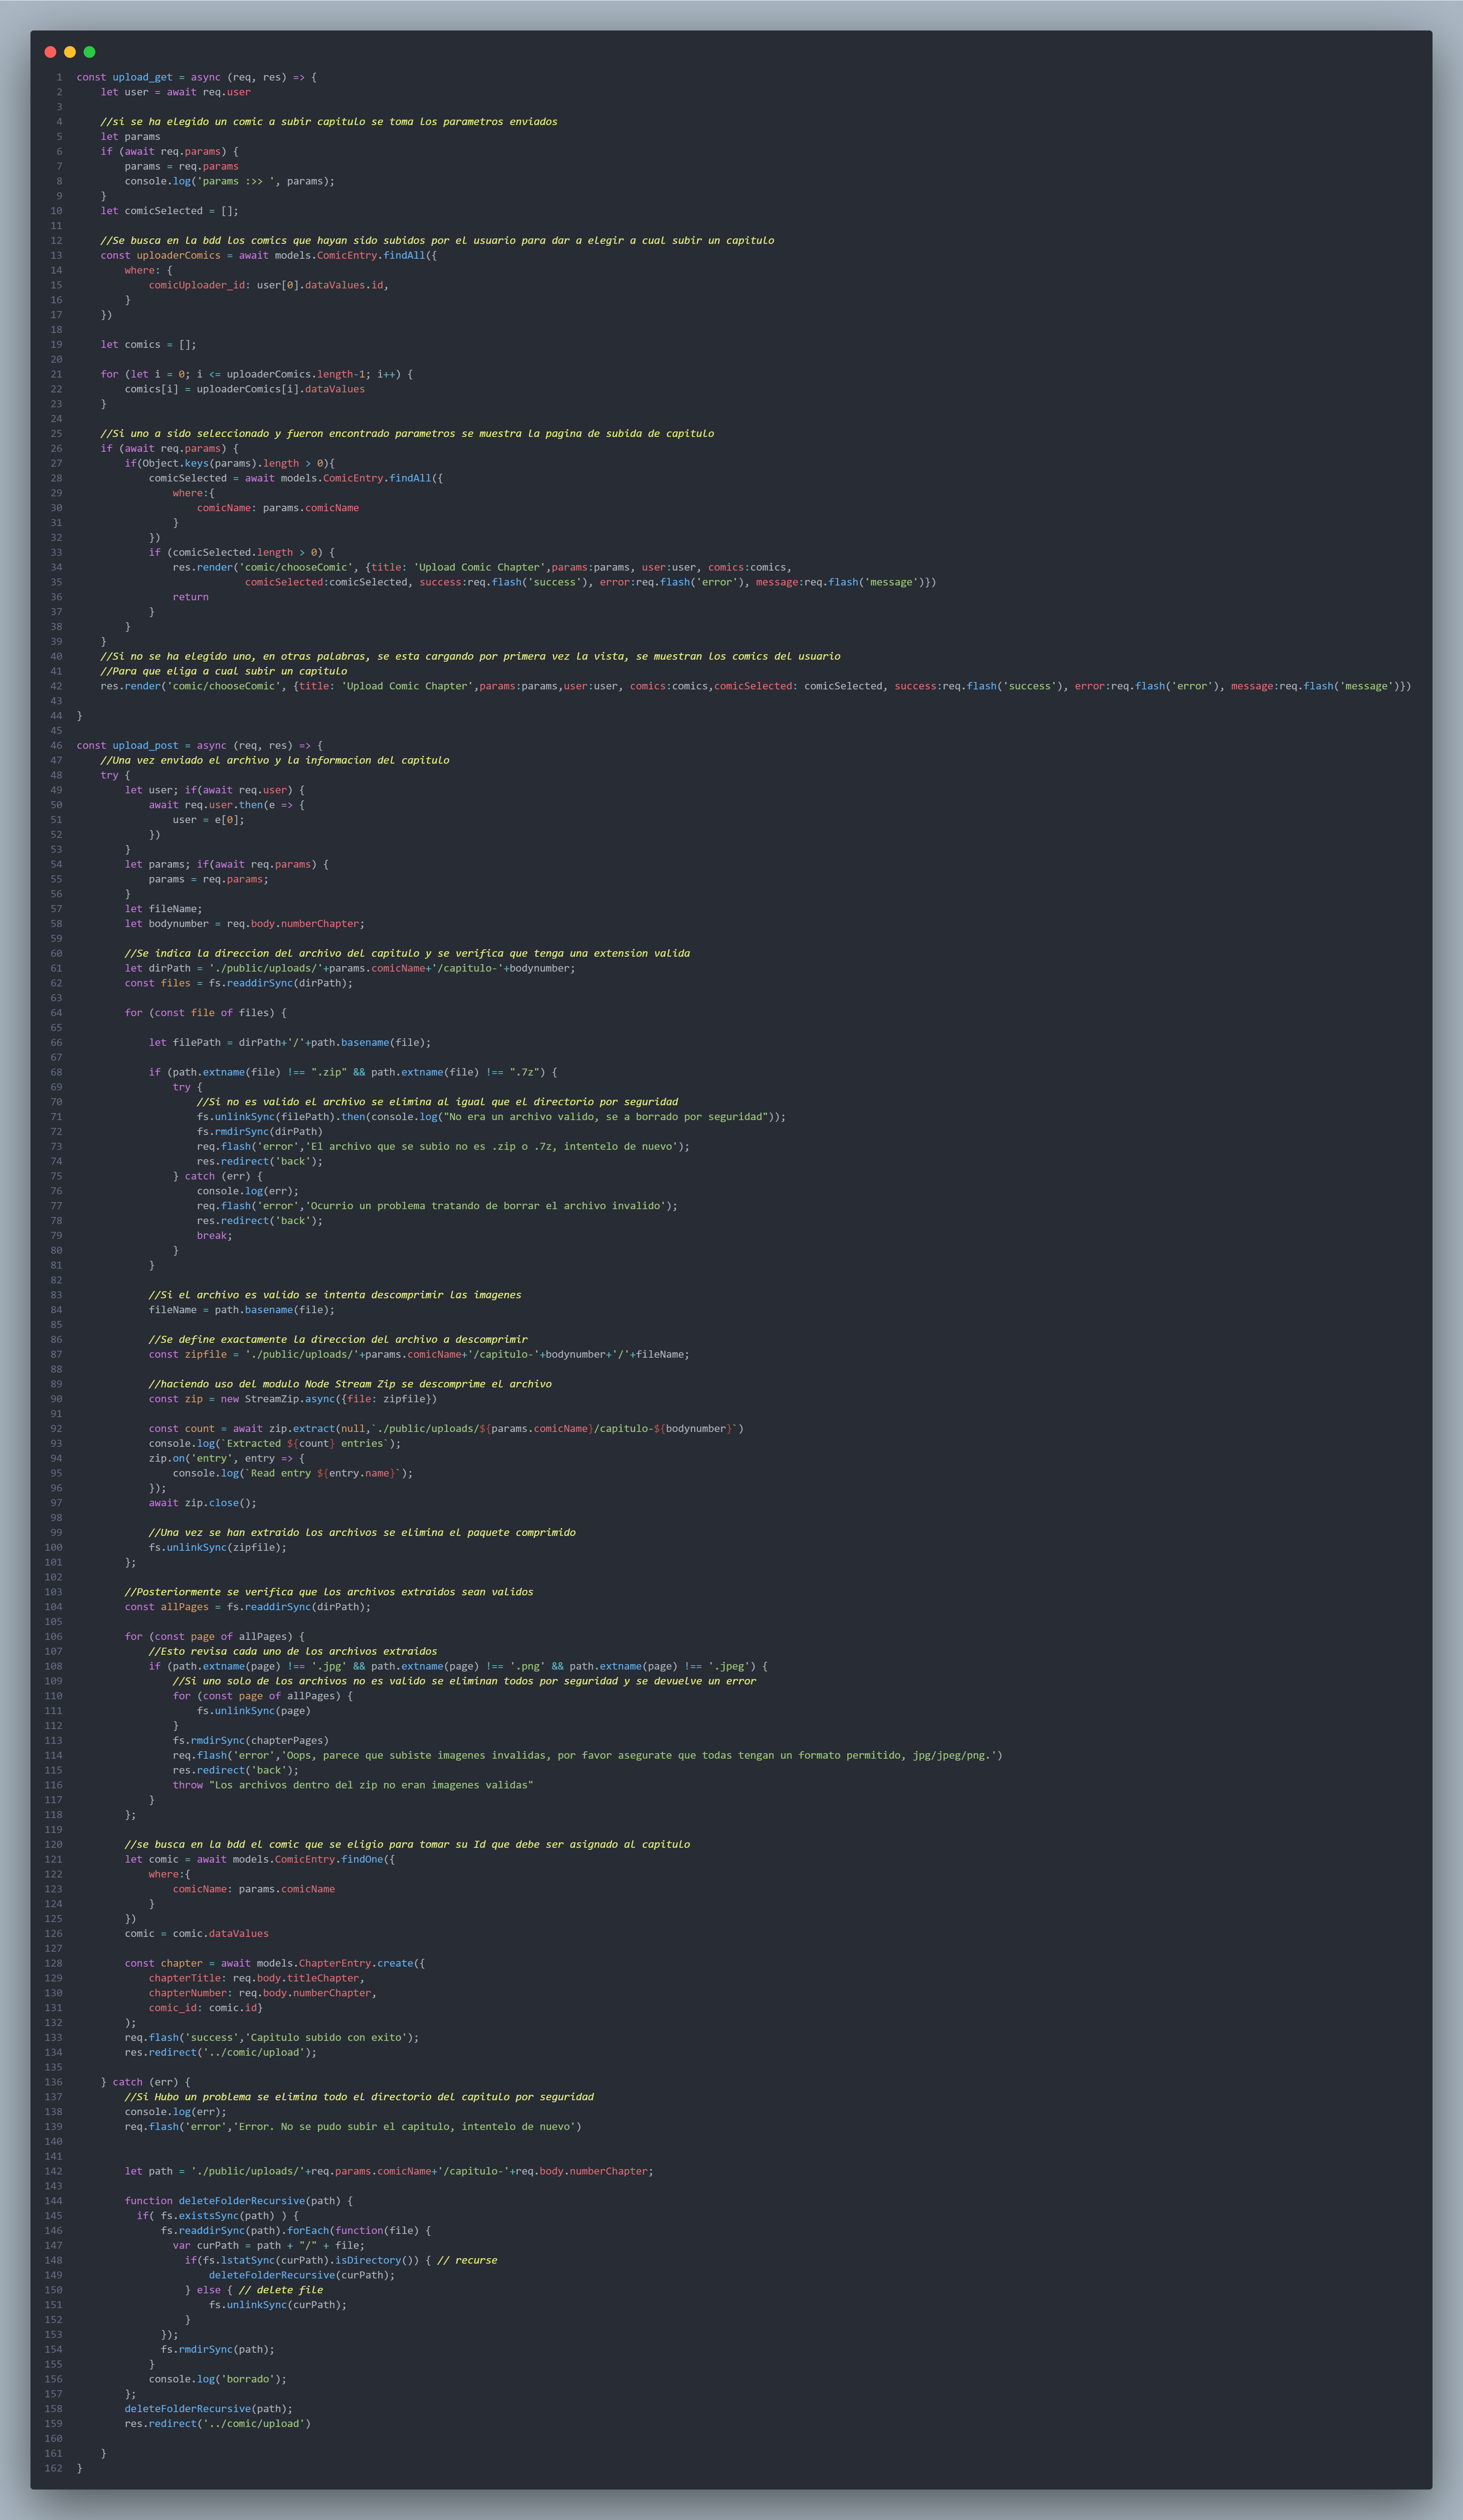 1 const upload_get = async (req, res) => {
2     let user = await req.user
3
4     //si se ha elegido un comic a subir capitulo se toma los parametros enviados
5     let params
6     if (await req.params) {
7         params = req.params
8         console.log('params :>> ', params);
9     }
10     let comicSelected = [];
11
12     //Se busca en la bdd los comics que hayan sido subidos por el usuario para dar a elegir a cual subir un capitulo
13     const uploaderComics = await models.ComicEntry.findAll({
14         where: {
15             comicUploader_id: user[0].dataValues.id,
16         }
17     })
18
19     let comics = [];
20
21     for (let i = 0; i <= uploaderComics.length-1; i++) {
22         comics[i] = uploaderComics[i].dataValues
23     }
24
25     //Si uno a sido seleccionado y fueron encontrado parametros se muestra la pagina de subida de capitulo
26     if (await req.params) {
27         if(Object.keys(params).length > 0){
28             comicSelected = await models.ComicEntry.findAll({
29                 where:{
30                     comicName: params.comicName
31                 }
32             })
33             if (comicSelected.length > 0) {
34                 res.render('comic/chooseComic', {title: 'Upload Comic Chapter',params:params, user:user, comics:comics,
35                             comicSelected:comicSelected, success:req.flash('success'), error:req.flash('error'), message:req.flash('message')})
36                 return
37             }
38         }
39     }
40     //Si no se ha elegido uno, en otras palabras, se esta cargando por primera vez la vista, se muestran los comics del usuario
41     //Para que eliga a cual subir un capitulo
42     res.render('comic/chooseComic', {title: 'Upload Comic Chapter',params:params,user:user, comics:comics,comicSelected: comicSelected, success:req.flash('success'), error:req.flash('error'), message:req.flash('message')})
43
44 }
45
46 const upload_post = async (req, res) => {
47     //Una vez enviado el archivo y la informacion del capitulo
48     try {
49         let user; if(await req.user) {
50             await req.user.then(e => {
51                 user = e[0];
52             })
53         }
54         let params; if(await req.params) {
55             params = req.params;
56         }
57         let fileName;
58         let bodynumber = req.body.numberChapter;
59
60         //Se indica la direccion del archivo del capitulo y se verifica que tenga una extension valida
61         let dirPath = './public/uploads/'+params.comicName+'/capitulo-'+bodynumber;
62         const files = fs.readdirSync(dirPath);
63
64         for (const file of files) {
65
66             let filePath = dirPath+'/'+path.basename(file);
67
68             if (path.extname(file) !== ".zip" && path.extname(file) !== ".7z") {
69                 try {
70                     //Si no es valido el archivo se elimina al igual que el directorio por seguridad
71                     fs.unlinkSync(filePath).then(console.log("No era un archivo valido, se a borrado por seguridad"));
72                     fs.rmdirSync(dirPath)
73                     req.flash('error','El archivo que se subio no es .zip o .7z, intentelo de nuevo');
74                     res.redirect('back');
75                 } catch (err) {
76                     console.log(err);
77                     req.flash('error','Ocurrio un problema tratando de borrar el archivo invalido');
78                     res.redirect('back');
79                     break;
80                 }
81             }
82
83             //Si el archivo es valido se intenta descomprimir las imagenes
84             fileName = path.basename(file);
85
86             //Se define exactamente la direccion del archivo a descomprimir
87             const zipfile = './public/uploads/'+params.comicName+'/capitulo-'+bodynumber+'/'+fileName;
88
89             //haciendo uso del modulo Node Stream Zip se descomprime el archivo
90             const zip = new StreamZip.async({file: zipfile})
91
92             const count = await zip.extract(null,`./public/uploads/${params.comicName}/capitulo-${bodynumber}`)
93             console.log(`Extracted ${count} entries`);
94             zip.on('entry', entry => {
95                 console.log(`Read entry ${entry.name}`);
96             });
97             await zip.close();
98
99             //Una vez se han extraido los archivos se elimina el paquete comprimido
100             fs.unlinkSync(zipfile);
101         };
102
103         //Posteriormente se verifica que los archivos extraidos sean validos
104         const allPages = fs.readdirSync(dirPath);
105
106         for (const page of allPages) {
107             //Esto revisa cada uno de los archivos extraidos
108             if (path.extname(page) !== '.jpg' && path.extname(page) !== '.png' && path.extname(page) !== '.jpeg') {
109                 //Si uno solo de los archivos no es valido se eliminan todos por seguridad y se devuelve un error
110                 for (const page of allPages) {
111                     fs.unlinkSync(page)
112                 }
113                 fs.rmdirSync(chapterPages)
114                 req.flash('error','Oops, parece que subiste imagenes invalidas, por favor asegurate que todas tengan un formato permitido, jpg/jpeg/png.')
115                 res.redirect('back');
116                 throw "Los archivos dentro del zip no eran imagenes validas"
117             }
118         };
119
120         //se busca en la bdd el comic que se eligio para tomar su Id que debe ser asignado al capitulo
121         let comic = await models.ComicEntry.findOne({
122             where:{
123                 comicName: params.comicName
124             }
125         })
126         comic = comic.dataValues
127
128         const chapter = await models.ChapterEntry.create({
129             chapterTitle: req.body.titleChapter,
130             chapterNumber: req.body.numberChapter,
131             comic_id: comic.id}
132         );
133         req.flash('success','Capitulo subido con exito');
134         res.redirect('../comic/upload');
135
136     } catch (err) {
137         //Si Hubo un problema se elimina todo el directorio del capitulo por seguridad
138         console.log(err);
139         req.flash('error','Error. No se pudo subir el capitulo, intentelo de nuevo')
140
141
142         let path = './public/uploads/'+req.params.comicName+'/capitulo-'+req.body.numberChapter;
143
144         function deleteFolderRecursive(path) {
145           if( fs.existsSync(path) ) {
146               fs.readdirSync(path).forEach(function(file) {
147                 var curPath = path + "/" + file;
148                   if(fs.lstatSync(curPath).isDirectory()) { // recurse
149                       deleteFolderRecursive(curPath);
150                   } else { // delete file
151                       fs.unlinkSync(curPath);
152                   }
153               });
154               fs.rmdirSync(path);
155             }
156             console.log('borrado');
157         };
158         deleteFolderRecursive(path);
159         res.redirect('../comic/upload')
160
161     }
162 }